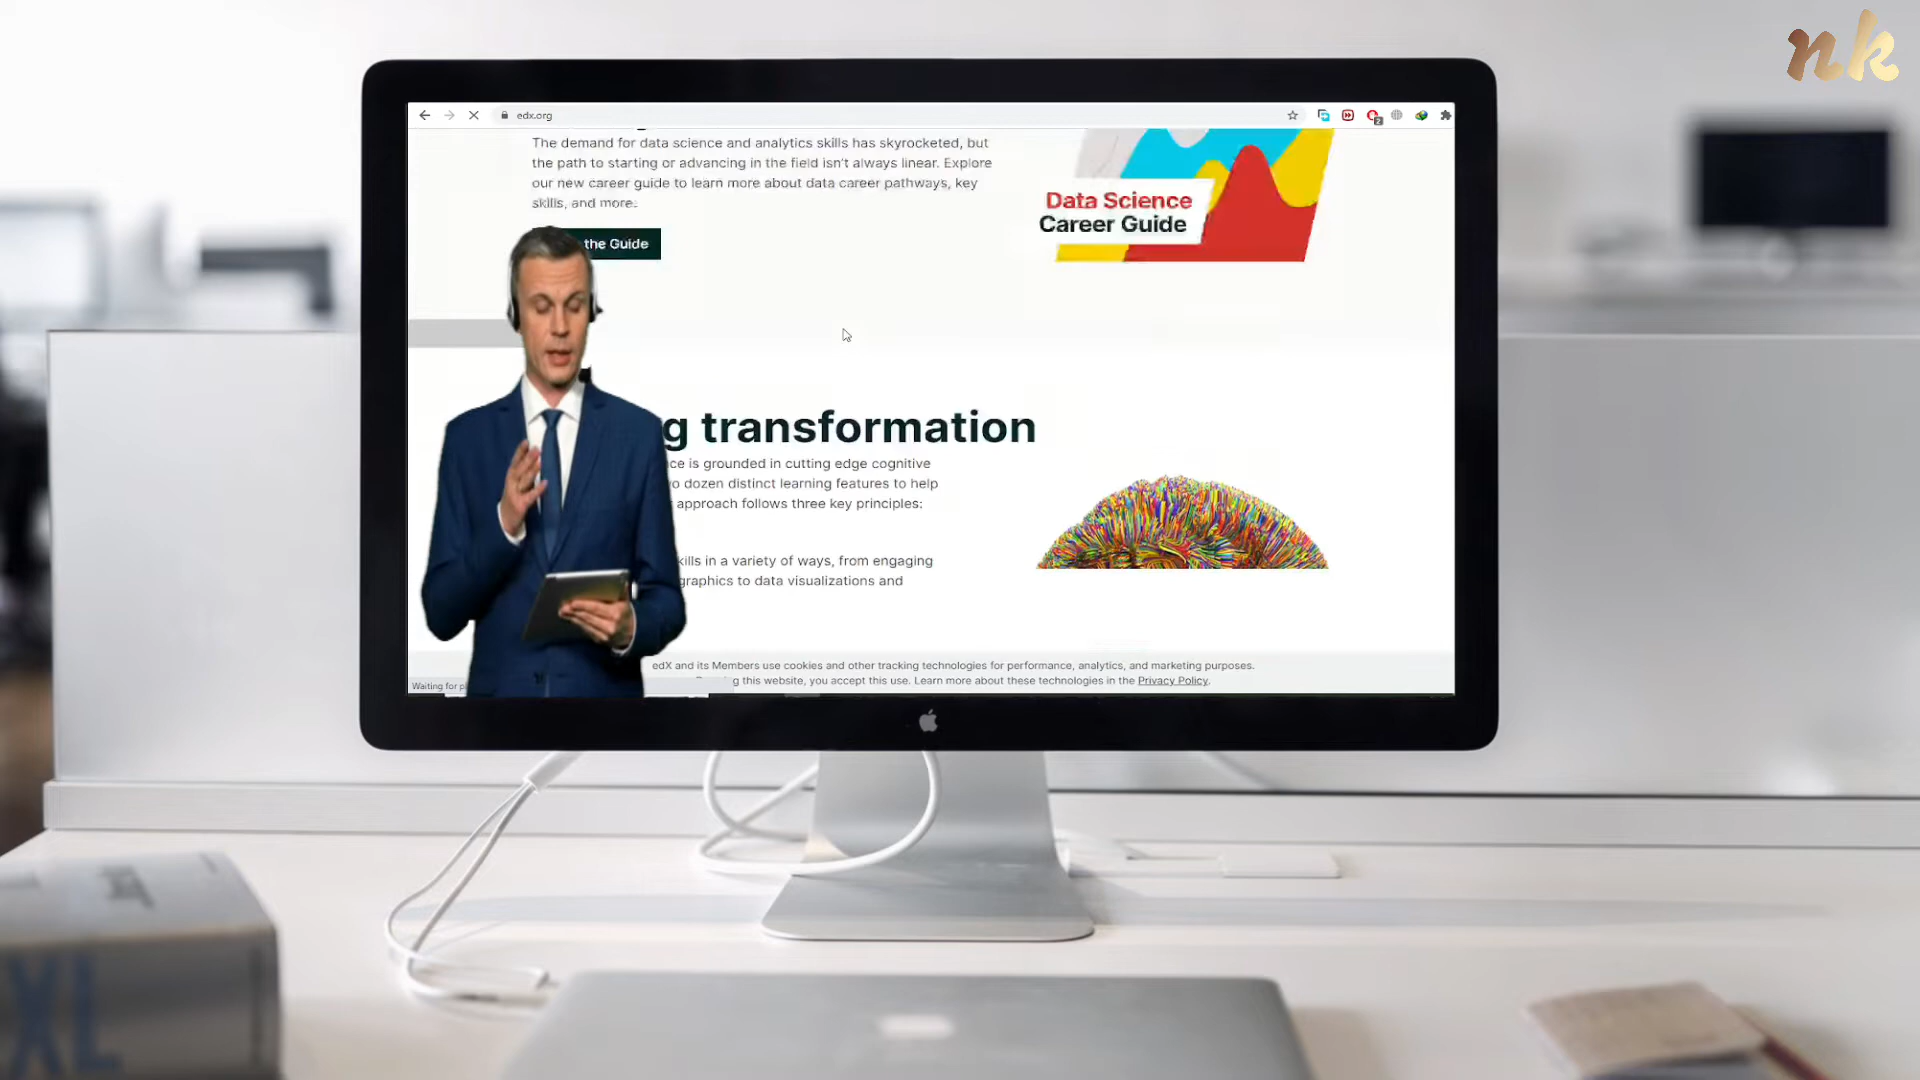 nk
edx.org
The demand for data science and analytics skills has skyrocketed, but
the path to starting or advancing in the field isn't always linear. Explore
our new career guide to learn more about data career pathways, key
skills, and more.
the Guide
Data Science
Career Guide
g transformation
ce is grounded in cutting edge cognitive
o dozen distinct learning features to help
approach follows three key principles:
kills in a variety of ways, from engaging
graphics to data visualizations and
edX and its Members use cookies and other tracking technologies for performance, analytics, and marketing purposes.
g this website, you accept this use. Learn more about these technologies in the Privacy Policy.
Waiting for
XL